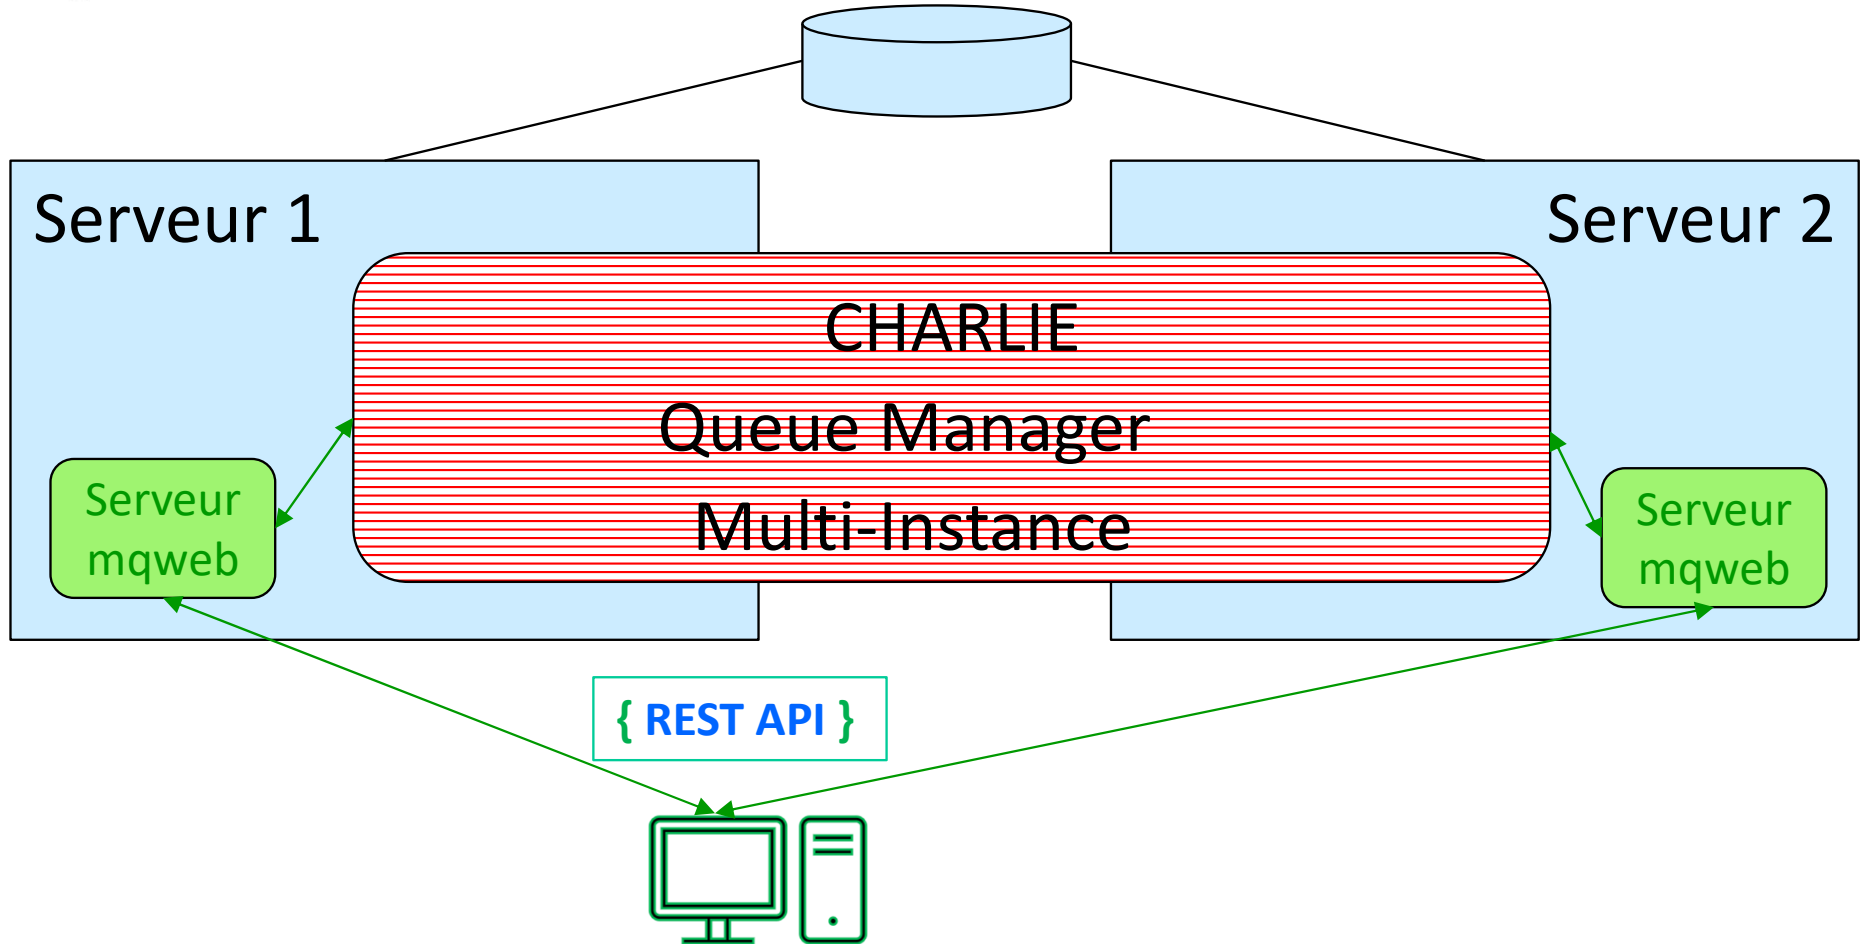 Serveur 1
Serveur 2
CHARLIE
Queue Manager
Multi-Instance
Serveur
mqweb
Serveur
mqweb
{ REST API }